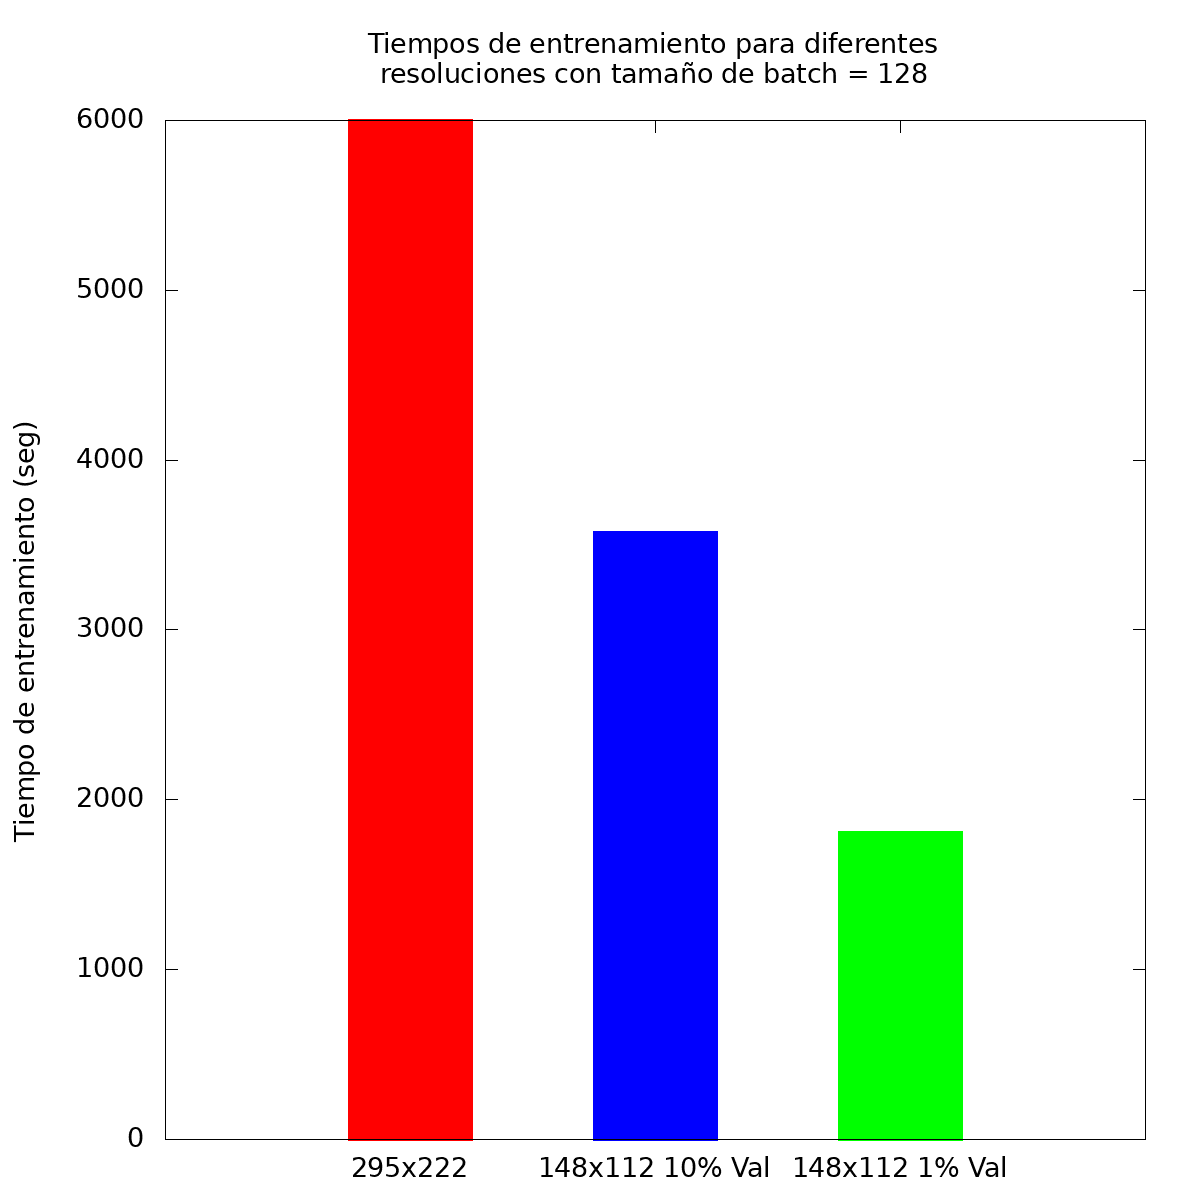 Tiempos de entrenamiento para diferentes
resoluciones con tamaño de batch = 128
6000
5000
4000
3000
2000
1000
0
Tiempo de entrenamiento (seg)
295x222
148x112 10% Val
148x112 1% Val